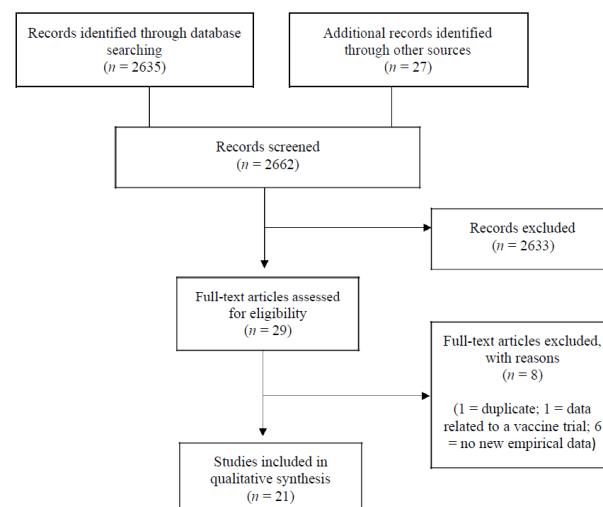 Records identified through database
searching
(n = 2635)
Additional records identified
through other sources
(n = 27)
Records screened
(n = 2662)
Records excluded
(n = 2633)
Full-text articles assessed
for eligibility
(n = 29)
Full-text articles excluded,
with reasons
(n = 8)
(1 = duplicate; 1 = data
related to a vaccine trial; 6
= no new empirical data)
Studies included in
qualitative synthesis
(n = 21)